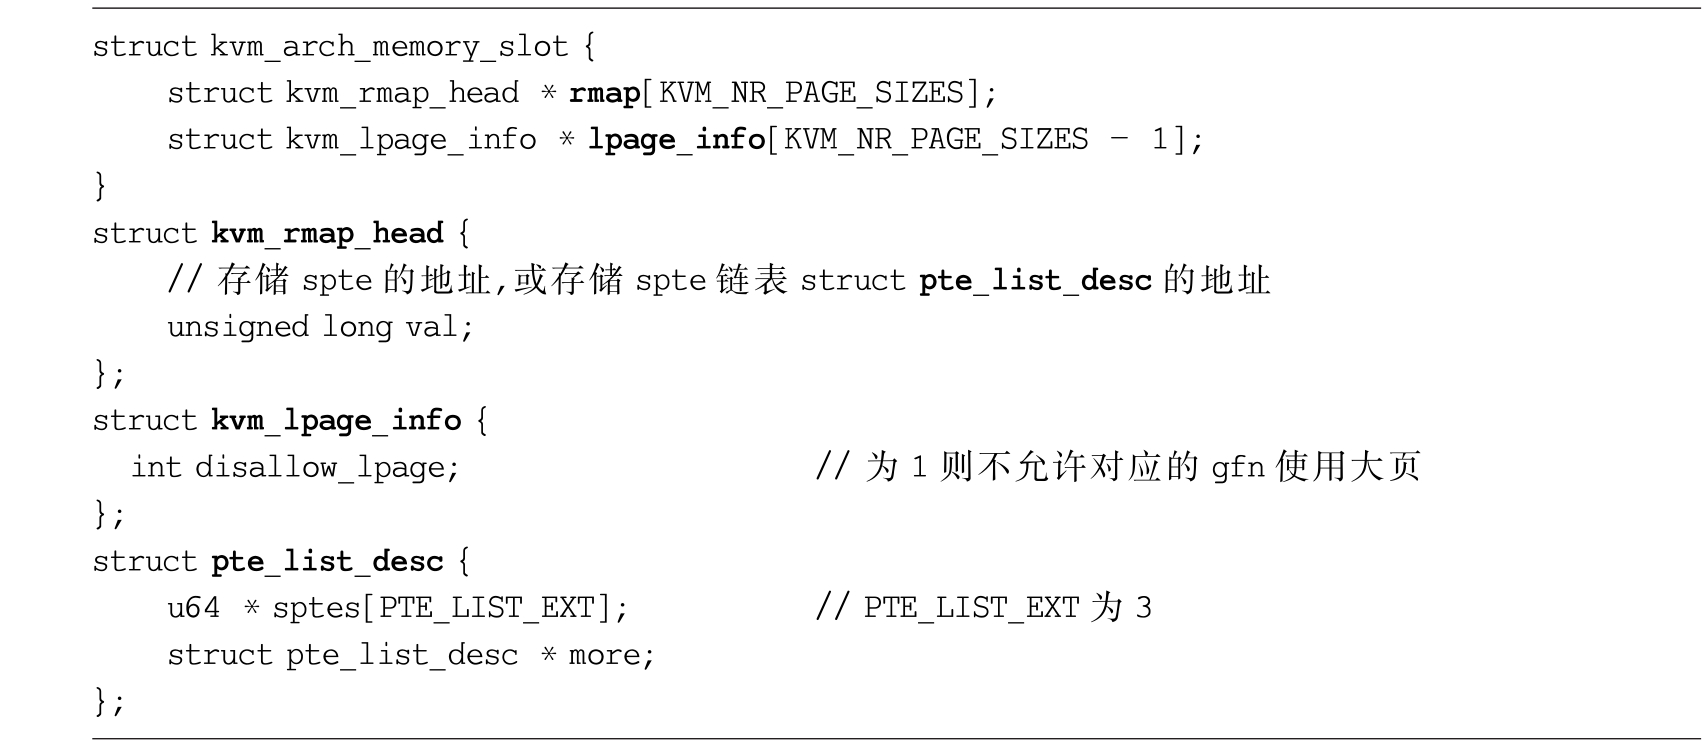 struct kvm_arch_memory_slot {
struct kvm_rmap_head * rmap[KVM_NR_PAGE_SIZES];
struct kvm_lpage_info * lpage_info[KVM_NR_PAGE_SIZES - 1];
}
struct kvm_rmap_head {
// 存储 spte 的地址,或存储 spte 链表 struct pte_list_desc 的地址
unsigned long val;
};
struct kvm_lpage_info {
int disallow_lpage; // 为 1 则不允许对应的 gfn 使用大页
};
struct pte_list_desc {
u64 * sptes[PTE_LIST_EXT]; // PTE_LIST_EXT 为 3
struct pte_list_desc * more;
};